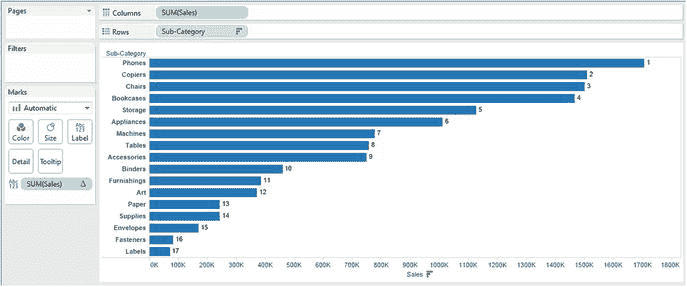 Pages
Columns
SUM(Sales)
Rows
Sub-Category
Filters
Marks
Automatic
Color
Size
Label
Detail
Tooltip
SUM(Sales)
Sub-Category
Phones 1
Copiers 2
Chairs 3
Bookcases 4
Storage 5
Appliances 6
Machines 7
Tables 8
Accessories 9
Binders 10
Furnishings 11
Art 12
Paper 13
Supplies 14
Envelopes 15
Fasteners 16
Labels 17
0K 100K 200K 300K 400K 500K 600K 700K 800K 900K 1000K 1100K 1200K 1300K 1400K 1500K 1600K 1700K 1800K
Sales